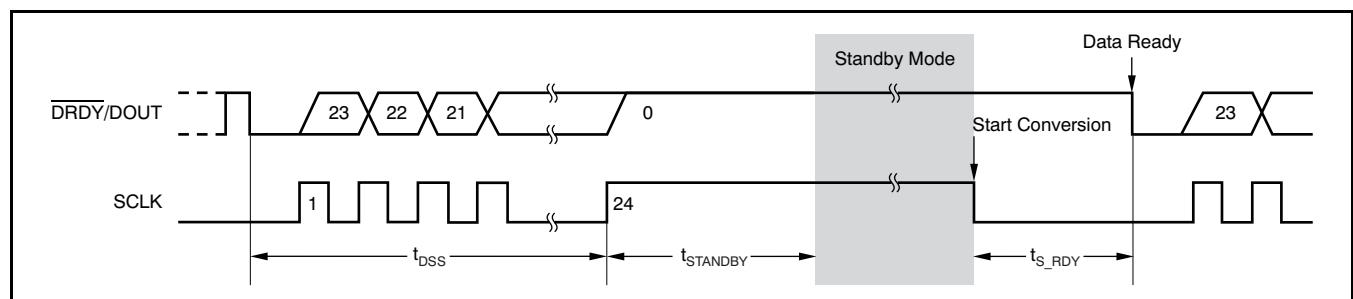 Data Ready
Standby Mode
DRDY/DOUT
23
22
21
0
23
Start Conversion
SCLK
1
24
tDSS
tSTANDBY
tS_RDY